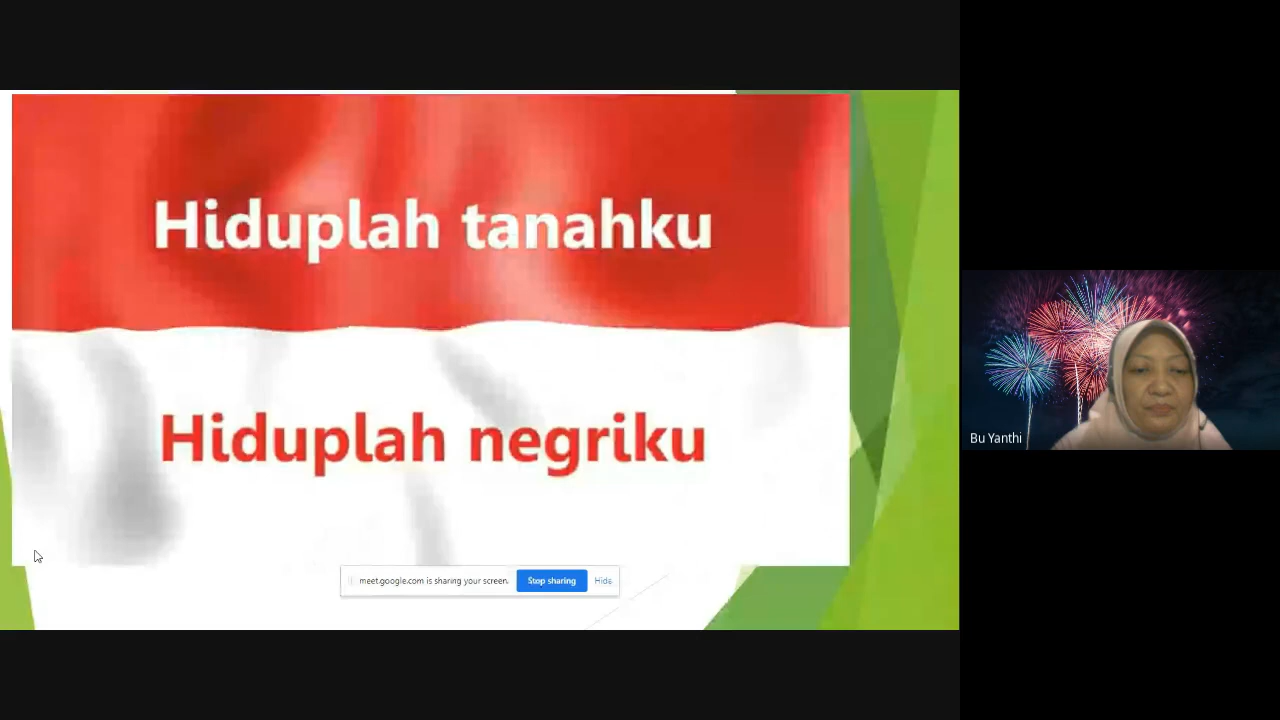 Hiduplah tanahku
Hiduplah negriku
meet.google.com is sharing your screen.
Stop sharing
Hide
Bu Yanthi